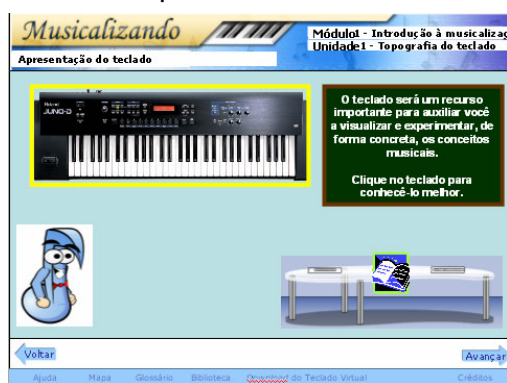 Musicalizando
Módulo1 - Introdução à musicalizaç
Unidade1 - Topografia do teclado
Apresentação do teclado
Roland
JUNO-D
O teclado será um recurso
importante para auxiliar você
a visualizar e experimentar, de
forma concreta, os conceitos
musicais.
Clique no teclado para
conhecê-lo melhor.
Voltar
Avançar
Ajuda Mapa Glossário Biblioteca Download do Teclado Virtual Créditos